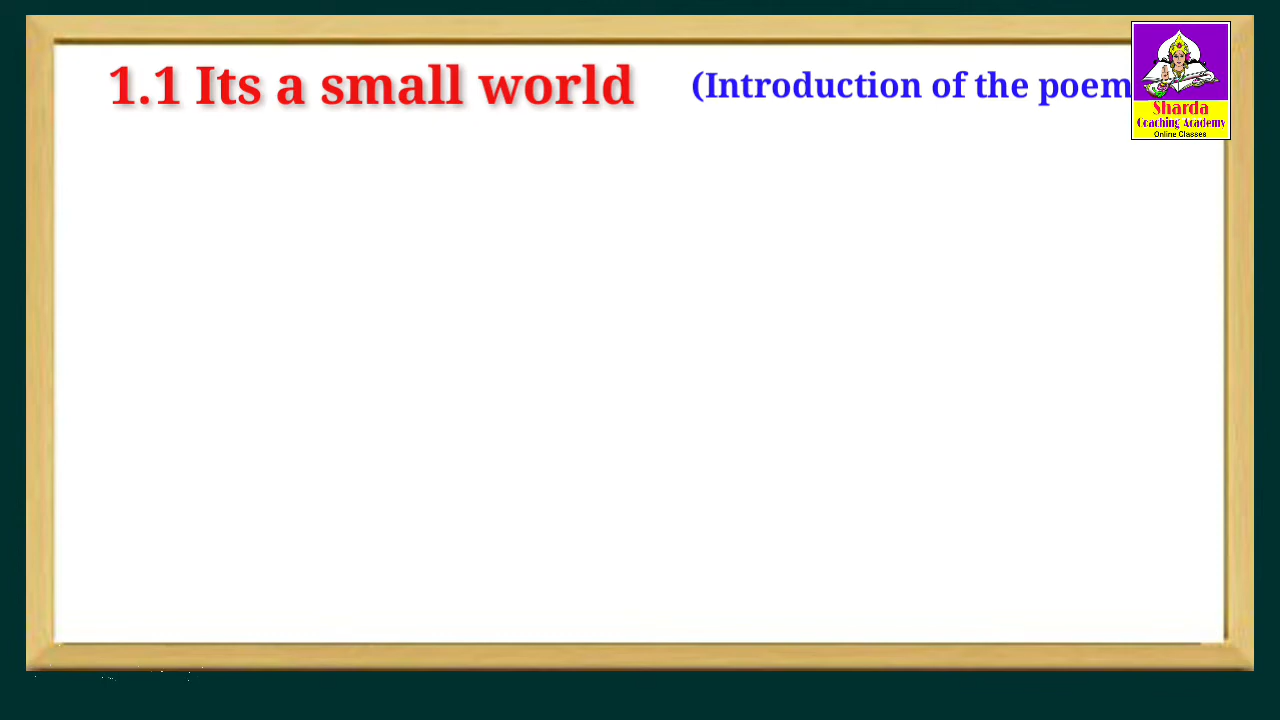 1.1 Its a small world (Introduction of the poem
Sharda
Coaching Academy
Online Classes